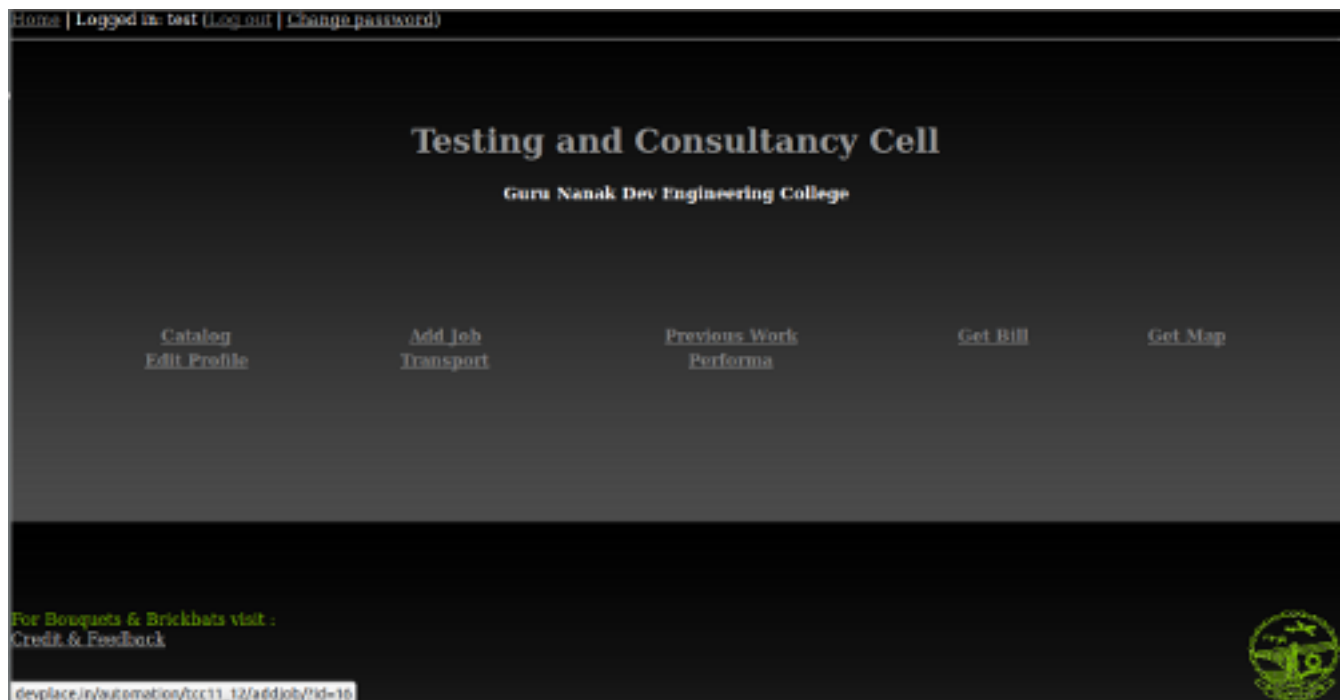 Home | Logged in: test (Log out | Change password)
Testing and Consultancy Cell
Guru Nanak Dev Engineering College
Catalog Add Job Previous Work Get Bill Get Map
Edit Profile Transport Performa
For Bouquets & Brickbats visit :
Credit & Feedback
devplace.in/automation/tcc11_12/addjob/?id=16